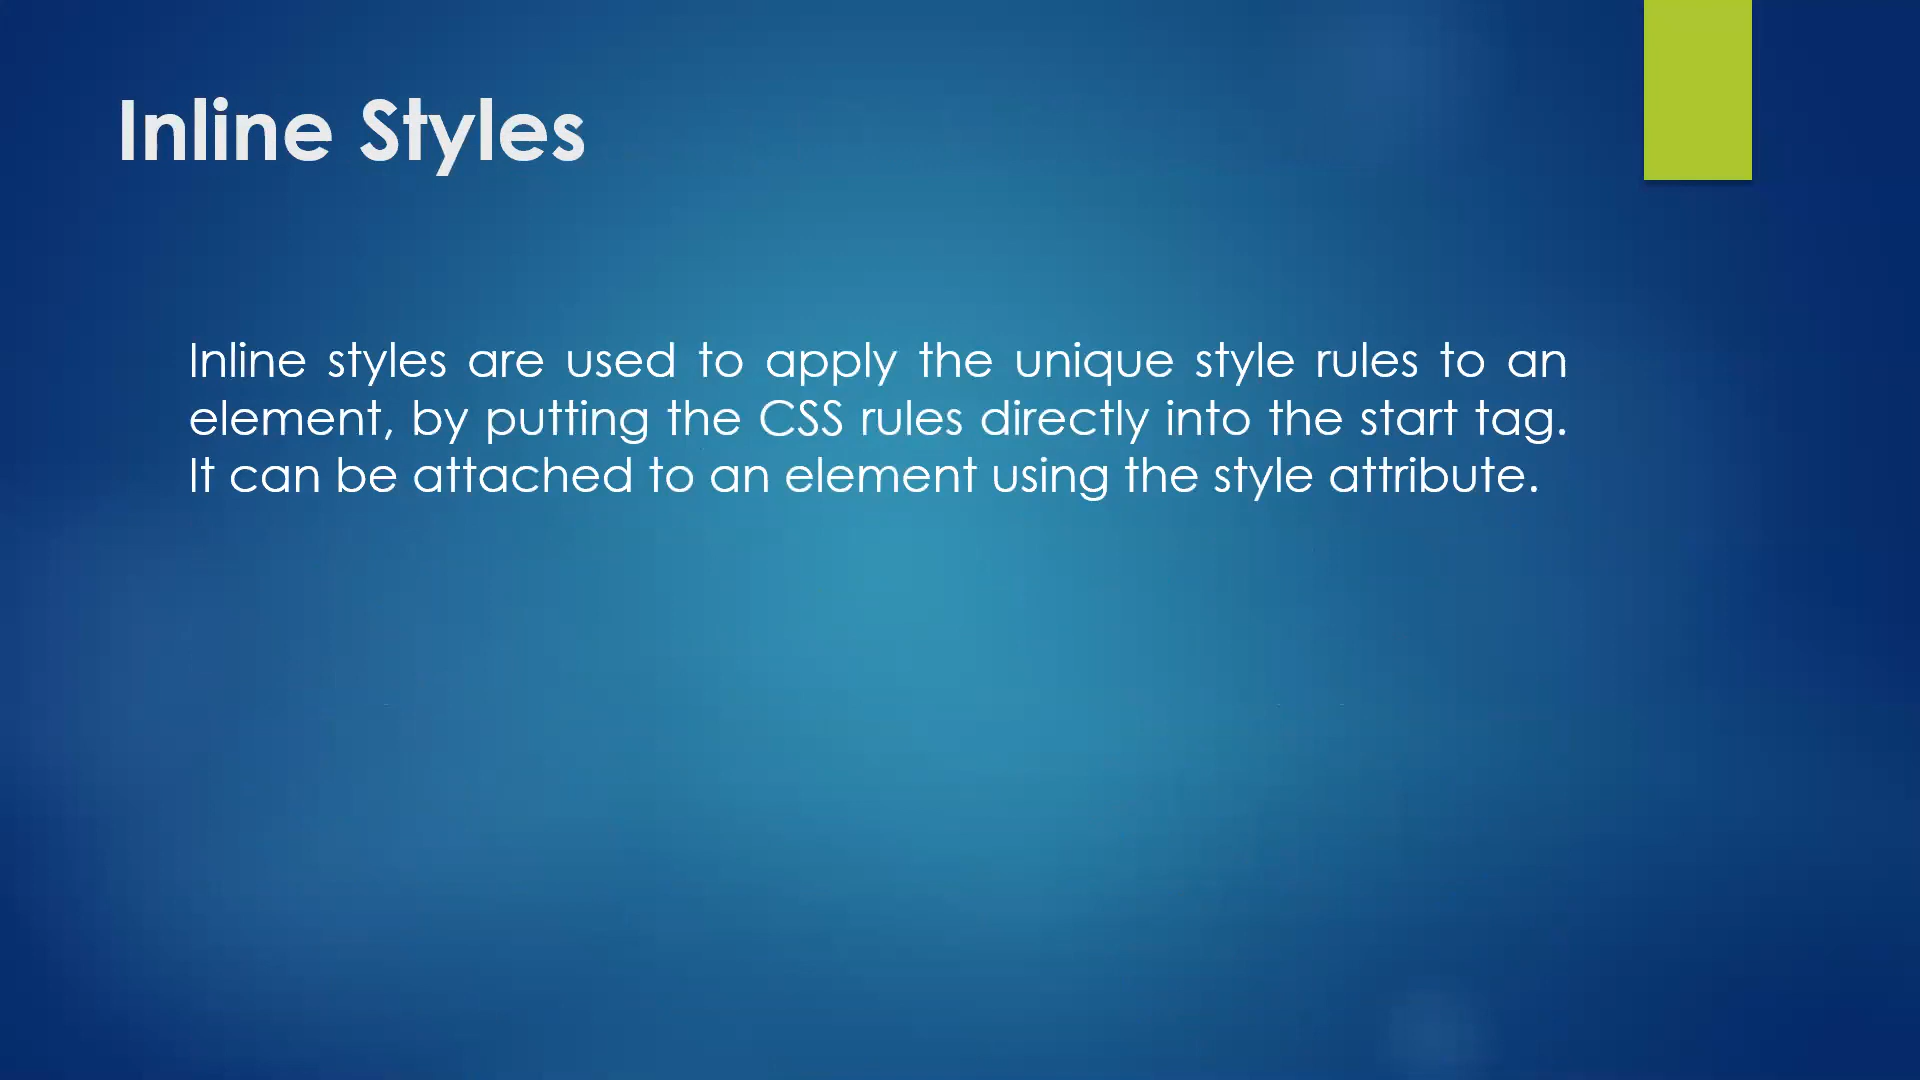 Inline Styles
Inline styles are used to apply the unique style rules to an
element, by putting the CSS rules directly into the start tag.
It can be attached to an element using the style attribute.